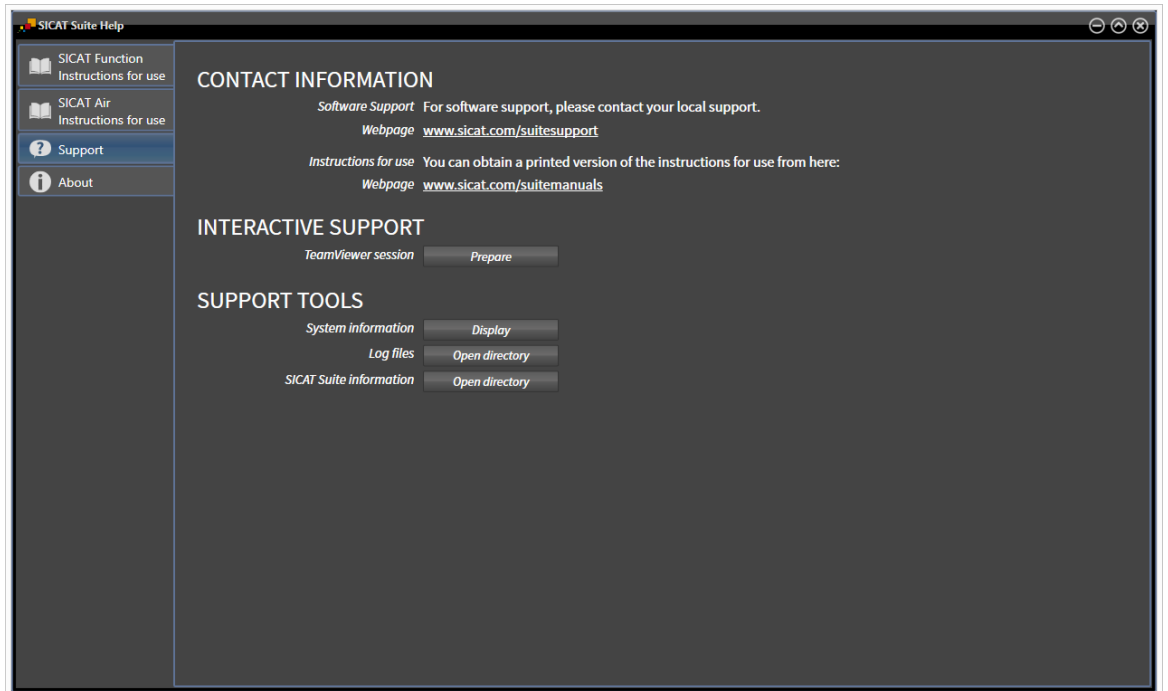 SICAT Suite Help
SICAT Function
Instructions for use
SICAT Air
Instructions for use
Support
About
CONTACT INFORMATION
Software Support For software support, please contact your local support.
Webpage www.sicat.com/suitesupport
Instructions for use You can obtain a printed version of the instructions for use from here:
Webpage www.sicat.com/suitemanuals
INTERACTIVE SUPPORT
TeamViewer session Prepare
SUPPORT TOOLS
System information Display
Log files Open directory
SICAT Suite information Open directory